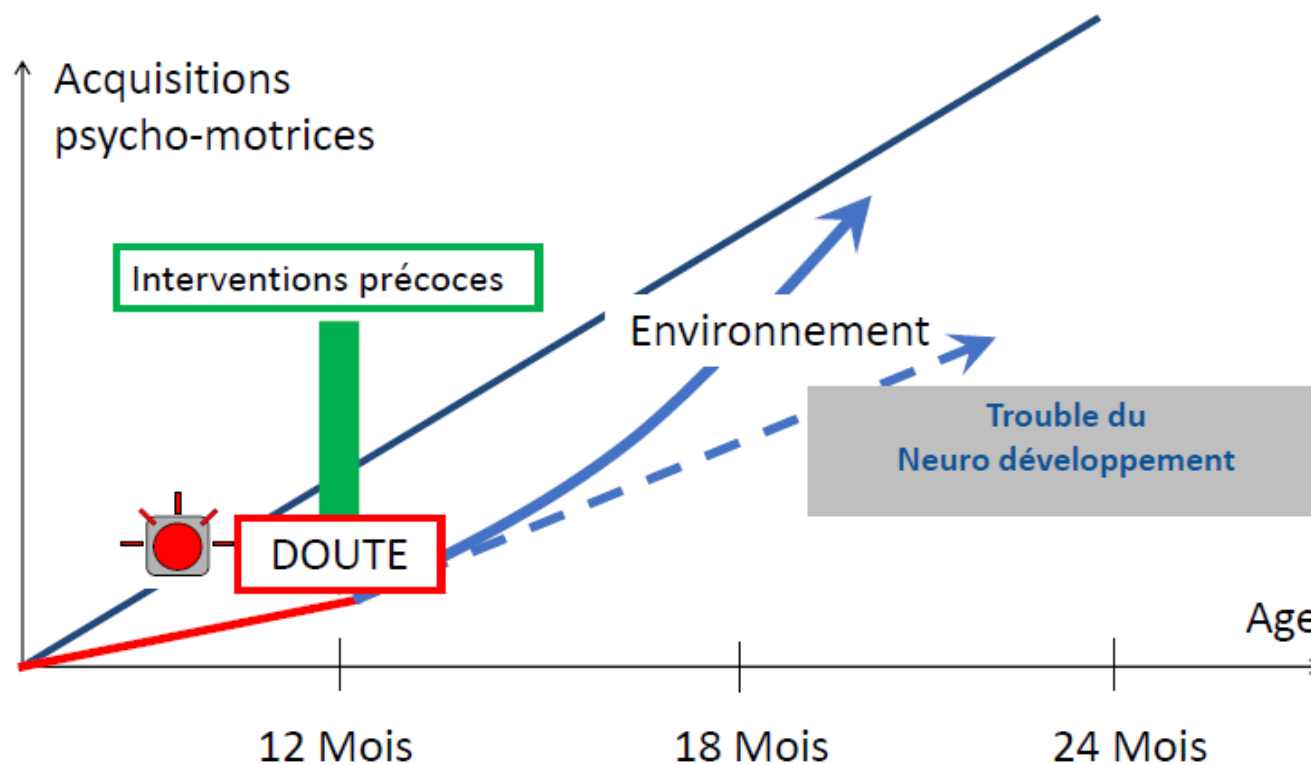 Acquisitions
psycho-motrices
Interventions précoces
Environnement
Trouble du
Neuro développement
DOUTE
Age
12 Mois
18 Mois
24 Mois